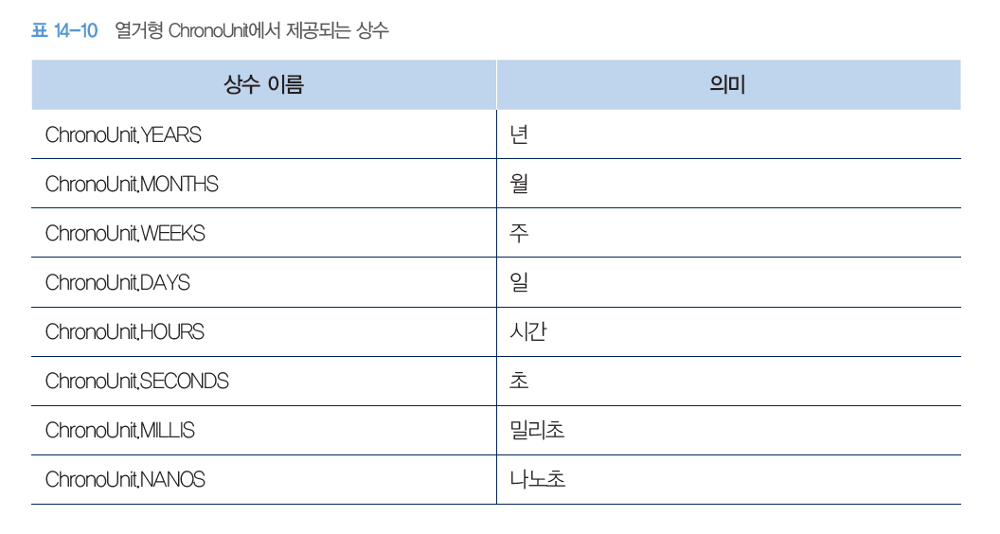 표 14-10 열거형 ChronoUnit에서 제공되는 상수
상수 이름 의미
ChronoUnit.YEARS 년
ChronoUnit.MONTHS 월
ChronoUnit.WEEKS 주
ChronoUnit.DAYS 일
ChronoUnit.HOURS 시간
ChronoUnit.SECONDS 초
ChronoUnit.MILLIS 밀리초
ChronoUnit.NANOS 나노초